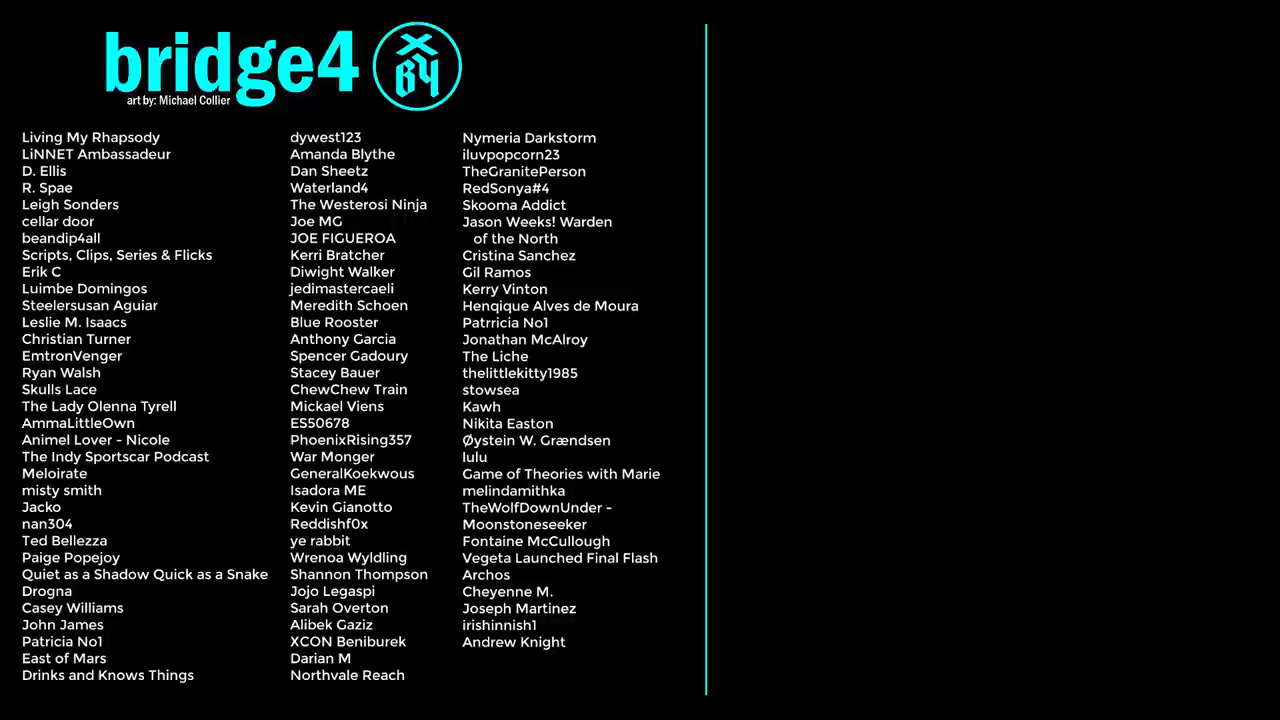 bridge4
art by: Michael Collier
X
B4
Living My Rhapsody
LiNNET Ambassadeur
D. Ellis
R. Spae
Leigh Sonders
cellar door
beandip4all
Scripts, Clips, Series & Flicks
Erik C
Luimbe Domingos
Steelersusan Aguiar
Leslie M. Isaacs
Christian Turner
EmtronVenger
Ryan Walsh
Skulls Lace
The Lady Olenna Tyrell
AmmaLittleOwn
Animel Lover - Nicole
The Indy Sportscar Podcast
Meloirate
misty smith
Jacko
nan304
Ted Bellezza
Paige Popejoy
Quiet as a Shadow Quick as a Snake
Drogna
Casey Williams
John James
Patricia No1
East of Mars
Drinks and Knows Things
dywest123
Amanda Blythe
Dan Sheetz
Waterland4
The Westerosi Ninja
Joe MG
JOE FIGUEROA
Kerri Bratcher
Diwight Walker
jedimastercaeli
Meredith Schoen
Blue Rooster
Anthony Garcia
Spencer Gadoury
Stacey Bauer
ChewChew Train
Mickael Viens
ES50678
PhoenixRising357
War Monger
GeneralKoekwous
Isadora ME
Kevin Gianotto
Reddishf0x
ye rabbit
Wrenoa Wyldling
Shannon Thompson
Jojo Legaspi
Sarah Overton
Alibek Gaziz
XCON Beniburek
Darian M
Northvale Reach
Nymeria Darkstorm
iluvpopcorn23
TheGranitePerson
RedSonya#4
Skooma Addict
Jason Weeks! Warden
of the North
Cristina Sanchez
Gil Ramos
Kerry Vinton
Henqique Alves de Moura
Patrricia No1
Jonathan McAlroy
The Liche
thelittlekitty1985
stowsea
Kawh
Nikita Easton
Øystein W. Grændsen
lulu
Game of Theories with Marie
melindamithka
TheWolfDownUnder -
Moonstoneseeker
Fontaine McCullough
Vegeta Launched Final Flash
Archos
Cheyenne M.
Joseph Martinez
irishinnish1
Andrew Knight